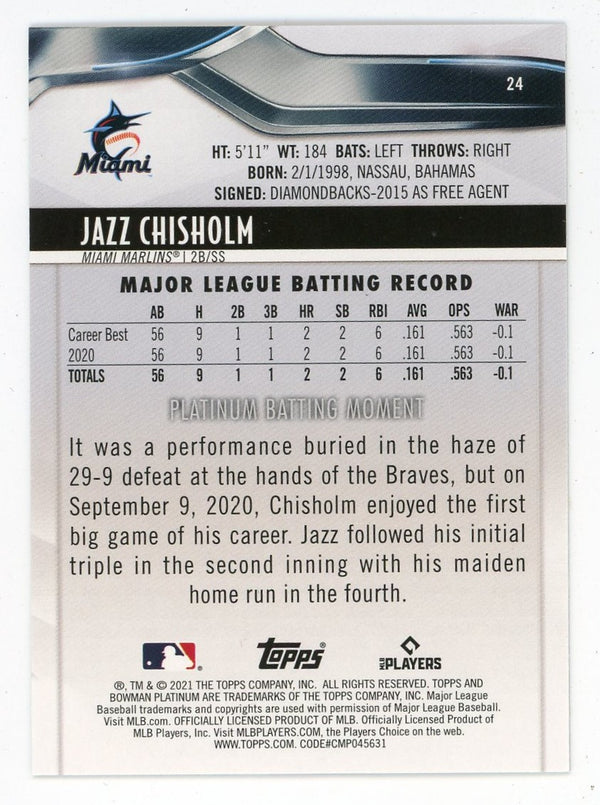 24
Miami
HT: 5'11" WT: 184 BATS: LEFT THROWS: RIGHT
BORN: 2/1/1998, NASSAU, BAHAMAS
SIGNED: DIAMONDBACKS-2015 AS FREE AGENT
JAZZ CHISHOLM
MIAMI MARLINS® | 2B/SS
MAJOR LEAGUE BATTING RECORD
AB H 2B 3B HR SB RBI AVG OPS WAR
Career Best 56 9 1 1 2 2 6 .161 .563 -0.1
2020 56 9 1 1 2 2 6 .161 .563 -0.1
TOTALS 56 9 1 1 2 2 6 .161 .563 -0.1
PLATINUM BATTING MOMENT
It was a performance buried in the haze of
29-9 defeat at the hands of the Braves, but on
September 9, 2020, Chisholm enjoyed the first
big game of his career. Jazz followed his initial
triple in the second inning with his maiden
home run in the fourth.
® topps® MLB PLAYERS
®, TM & © 2021 THE TOPPS COMPANY, INC. ALL RIGHTS RESERVED. TOPPS AND
BOWMAN PLATINUM ARE TRADEMARKS OF THE TOPPS COMPANY, INC. Major League
Baseball trademarks and copyrights are used with permission of Major League Baseball.
Visit MLB.com. OFFICIALLY LICENSED PRODUCT OF MLB. Officially Licensed Product of
MLB Players, Inc. Visit MLBPLAYERS.com, the Players Choice on the web.
WWW.TOPPS.COM. CODE#CMP045631